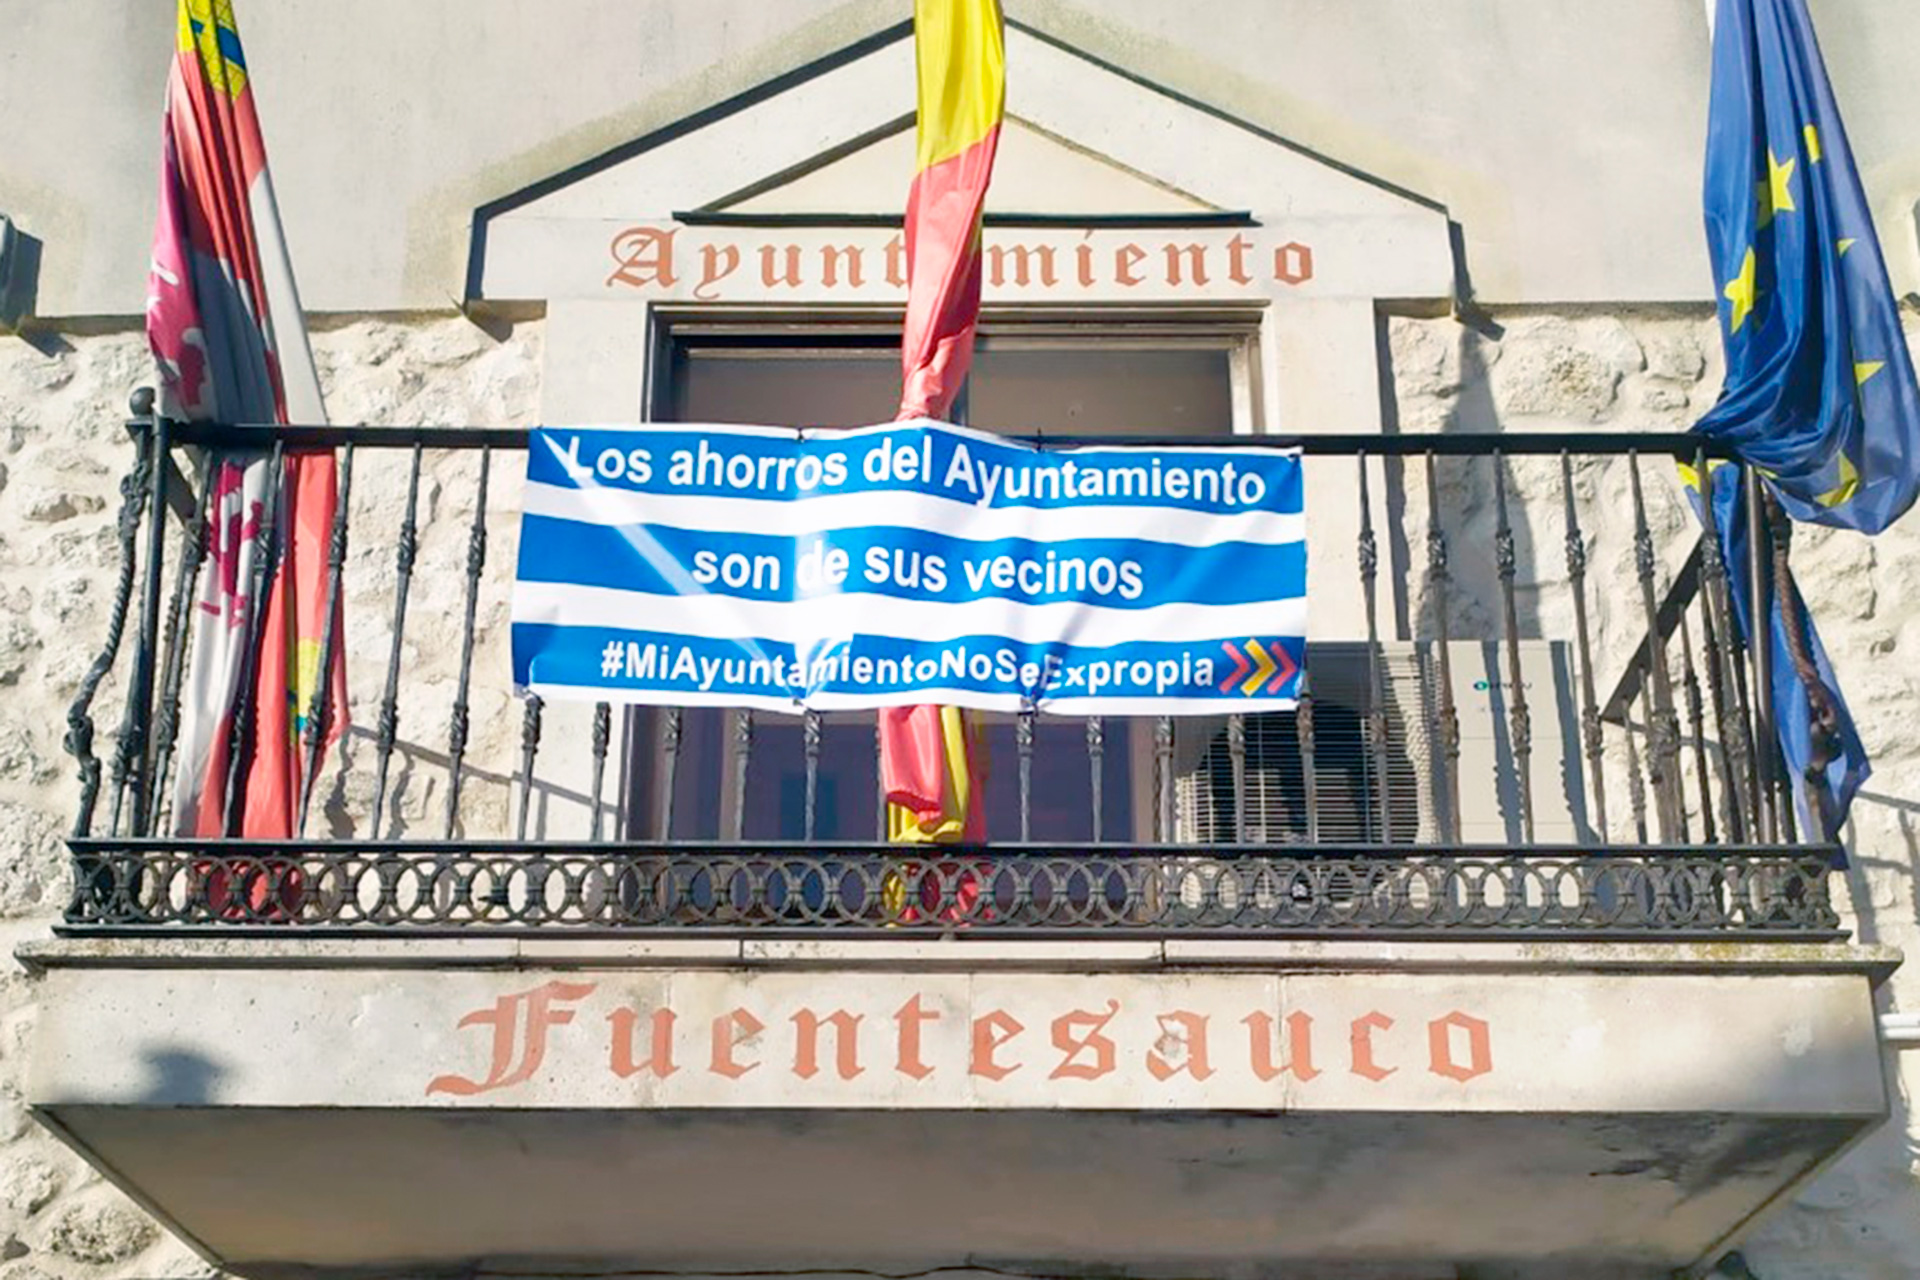 Ayuntamiento
Los ahorros del Ayuntamiento
son de sus vecinos
#MiAyuntamientoNoSeExpropia
Fuentesauco